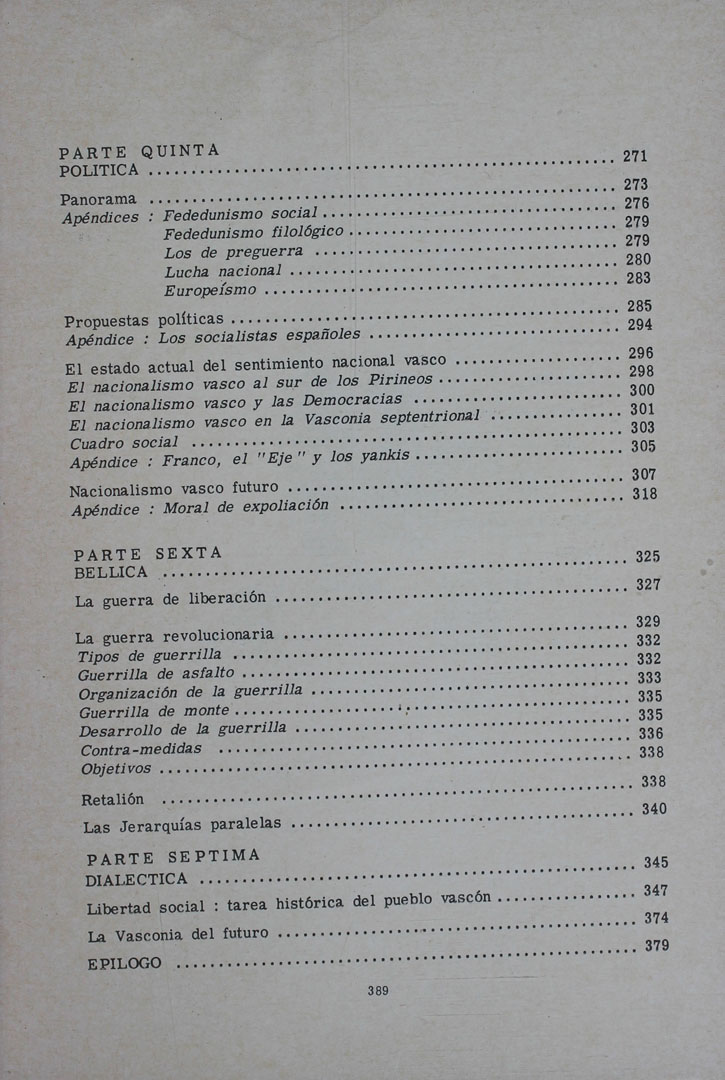 PARTE QUINTA
POLITICA ........ 271
Panorama ........ 273
Apéndices : Fededunismo social ........ 276
Fededunismo filológico ........ 279
Los de preguerra ........ 279
Lucha nacional ........ 280
Europeísmo ........ 283
Propuestas políticas ........ 285
Apéndice : Los socialistas españoles ........ 294
El estado actual del sentimiento nacional vasco ........ 296
El nacionalismo vasco al sur de los Pirineos ........ 298
El nacionalismo vasco y las Democracias ........ 300
El nacionalismo vasco en la Vasconia septentrional ........ 301
Cuadro social ........ 303
Apéndice : Franco, el "Eje" y los yankis ........ 305
Nacionalismo vasco futuro ........ 307
Apéndice : Moral de expoliación ........ 318
PARTE SEXTA
BELLICA ........ 325
La guerra de liberación ........ 327
La guerra revolucionaria ........ 329
Tipos de guerrilla ........ 332
Guerrilla de asfalto ........ 332
Organización de la guerrilla ........ 333
Guerrilla de monte ........ 335
Desarrollo de la guerrilla ........ 335
Contra-medidas ........ 336
Objetivos ........ 338
Retalión ........ 338
Las Jerarquías paralelas ........ 340
PARTE SEPTIMA
DIALECTICA ........ 345
Libertad social : tarea histórica del pueblo vascón ........ 347
La Vasconia del futuro ........ 374
EPILOGO ........ 379
389